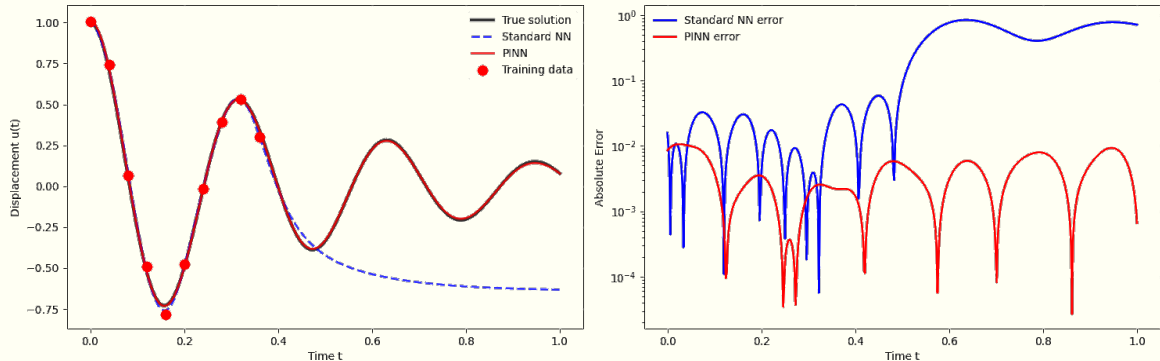 1.00
0.75
0.50
0.25
0.00
−0.25
−0.50
−0.75
Displacement u(t)
0.0 0.2 0.4 0.6 0.8 1.0
Time t
True solution
Standard NN
PINN
Training data
10⁰
10⁻¹
10⁻²
10⁻³
10⁻⁴
Absolute Error
0.0 0.2 0.4 0.6 0.8 1.0
Time t
Standard NN error
PINN error